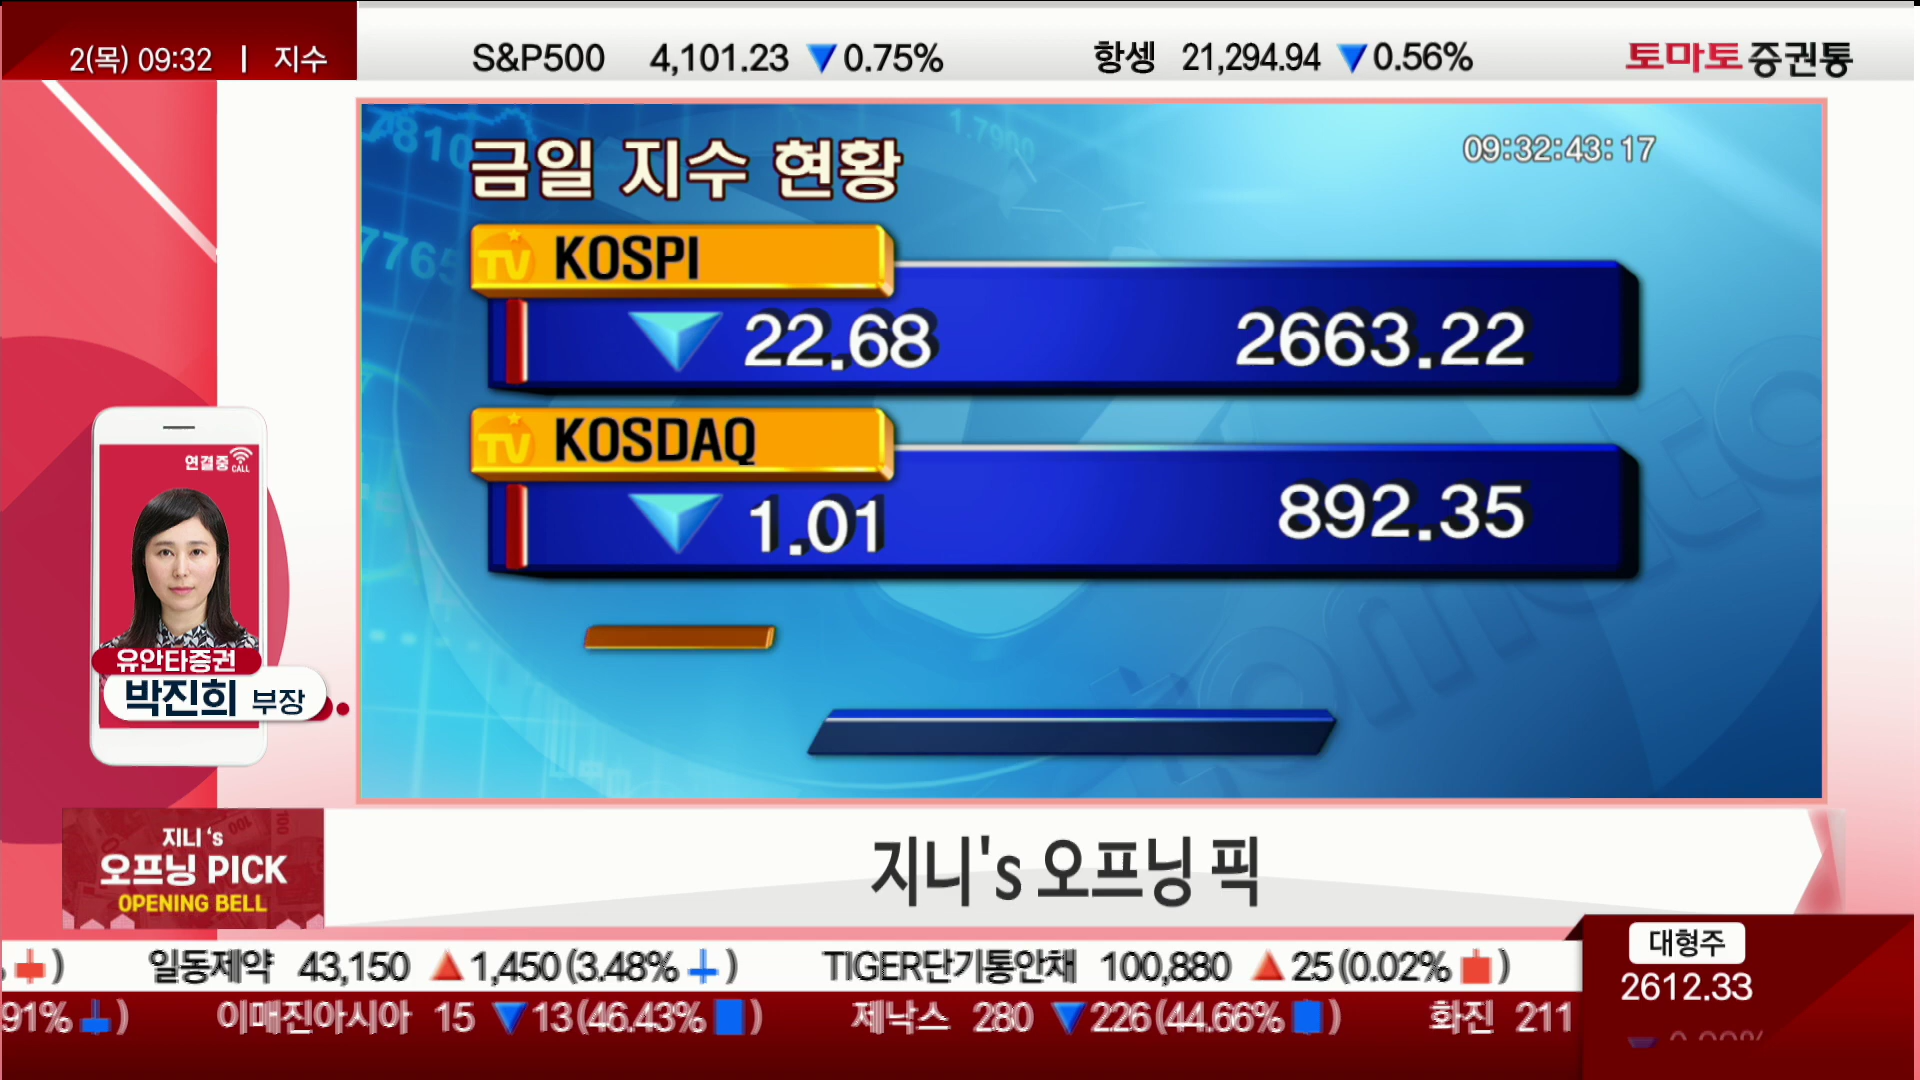 2(목) 09:32 | 지수
S&P500 4,101.23 ▼0.75%
항셍 21,294.94 ▼0.56%
토마토증권통
금일 지수 현황
09:32:43:17
TV KOSPI
▼ 22.68 2663.22
TV KOSDAQ
▼ 1.01 892.35
연결중 CALL
유안타증권
박진희 부장
지니‘s
오프닝 PICK
OPENING BELL
지니's 오프닝 픽
) 일동제약 43,150 ▲1,450(3.48% ) TIGER단기통안채 100,880 ▲25(0.02% )
91% ) 이매진아시아 15 ▼13(46.43% ) 제낙스 280 ▼226(44.66% ) 화진 211
대형주
2612.33